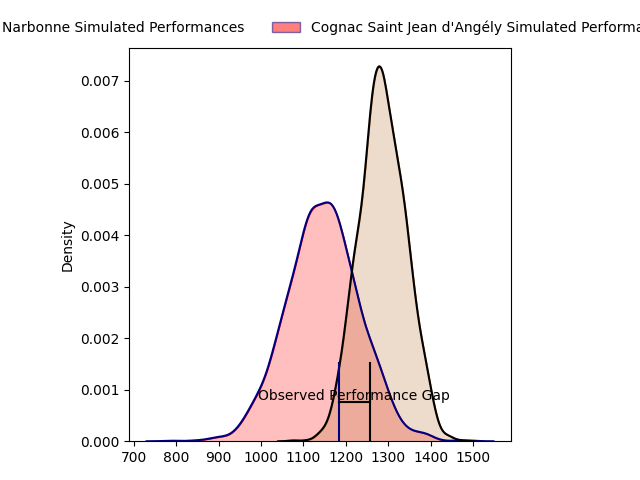 Narbonne Simulated Performances
Cognac Saint Jean d'Angély Simulated Performa
0.007
0.006
0.005
0.004
0.003
0.002
0.001
0.000
Density
Observed Performance Gap
700 800 900 1000 1100 1200 1300 1400 1500